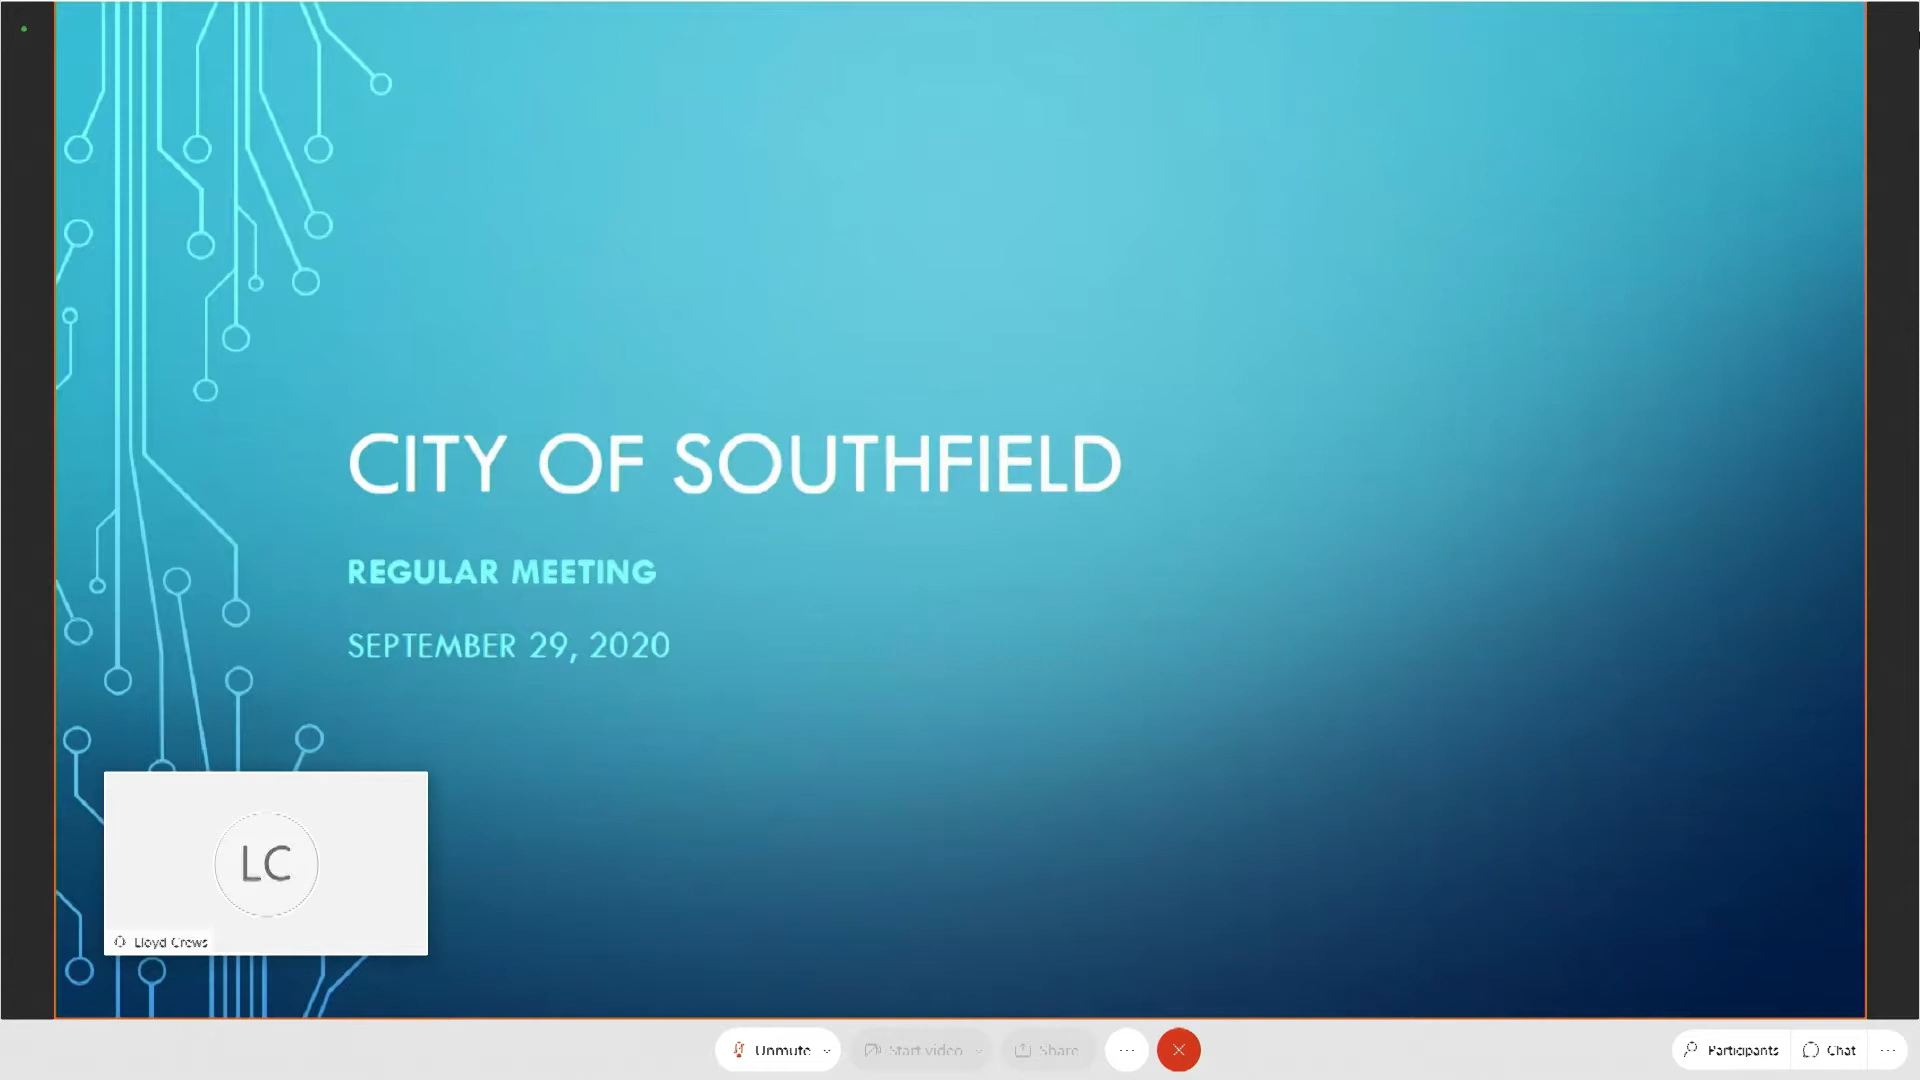 CITY OF SOUTHFIELD
REGULAR MEETING
SEPTEMBER 29, 2020
LC
Lloyd Crews
Unmute
Start video
Share
Participants
Chat